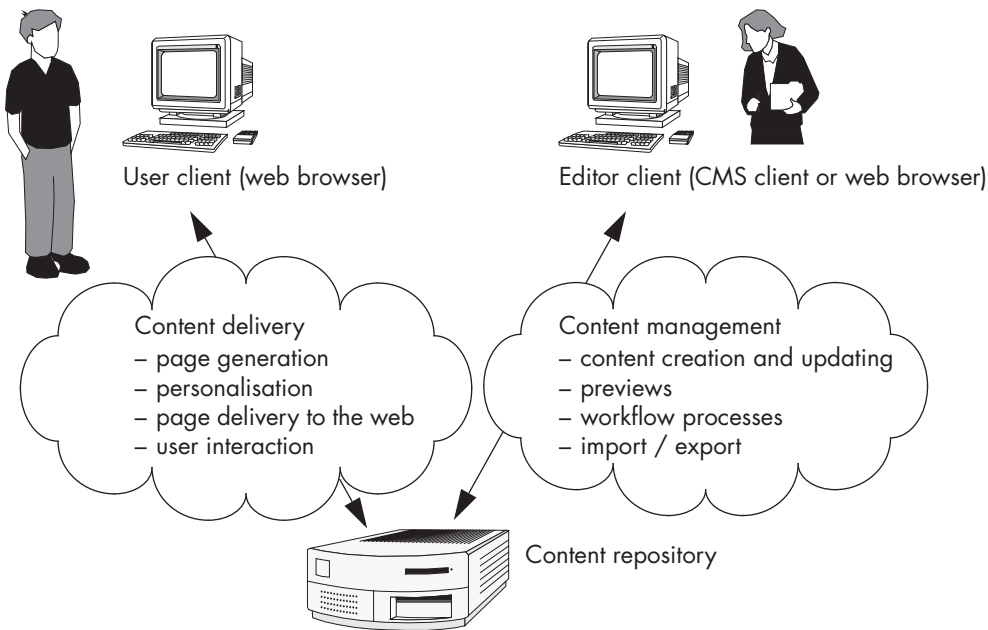 User client (web browser)
Editor client (CMS client or web browser)
Content delivery
– page generation
– personalisation
– page delivery to the web
– user interaction
Content management
– content creation and updating
– previews
– workflow processes
– import / export
Content repository